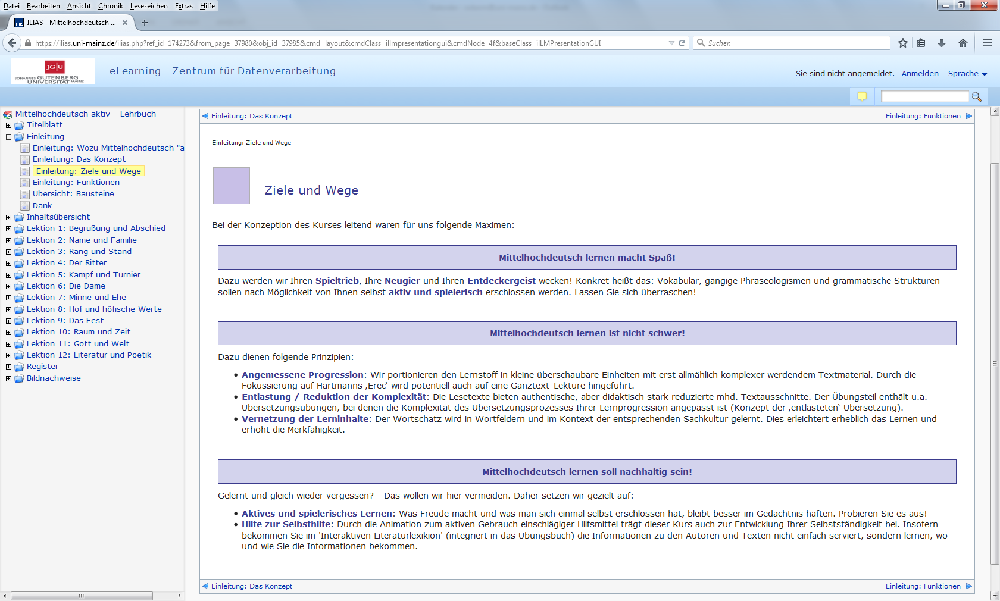 Datei Bearbeiten Ansicht Chronik Lesezeichen Extras Hilfe
ILIAS - Mittelhochdeutsch ...
https://ilias.uni-mainz.de/ilias.php?ref_id=174273&from_page=37980&obj_id=37985&cmd=layout&cmdClass=illmpresentationgui&cmdNode=4f&baseClass=ilLMPresentationGUI
Suchen
JG|U
JOHANNES GUTENBERG
UNIVERSITÄT MAINZ
eLearning - Zentrum für Datenverarbeitung
Sie sind nicht angemeldet. Anmelden Sprache
Mittelhochdeutsch aktiv - Lehrbuch
Titelblatt
Einleitung
Einleitung: Wozu Mittelhochdeutsch "a
Einleitung: Das Konzept
Einleitung: Ziele und Wege
Einleitung: Funktionen
Übersicht: Bausteine
Dank
Inhaltsübersicht
Lektion 1: Begrüßung und Abschied
Lektion 2: Name und Familie
Lektion 3: Rang und Stand
Lektion 4: Der Ritter
Lektion 5: Kampf und Turnier
Lektion 6: Die Dame
Lektion 7: Minne und Ehe
Lektion 8: Hof und höfische Werte
Lektion 9: Das Fest
Lektion 10: Raum und Zeit
Lektion 11: Gott und Welt
Lektion 12: Literatur und Poetik
Register
Bildnachweise
Einleitung: Das Konzept Einleitung: Funktionen
Einleitung: Ziele und Wege
Ziele und Wege
Bei der Konzeption des Kurses leitend waren für uns folgende Maximen:
Mittelhochdeutsch lernen macht Spaß!
Dazu werden wir Ihren Spieltrieb, Ihre Neugier und Ihren Entdeckergeist wecken! Konkret heißt das: Vokabular, gängige Phraseologismen und grammatische Strukturen
sollen nach Möglichkeit von Ihnen selbst aktiv und spielerisch erschlossen werden. Lassen Sie sich überraschen!
Mittelhochdeutsch lernen ist nicht schwer!
Dazu dienen folgende Prinzipien:
• Angemessene Progression: Wir portionieren den Lernstoff in kleine überschaubare Einheiten mit erst allmählich komplexer werdendem Textmaterial. Durch die
Fokussierung auf Hartmanns ‚Erec‘ wird potentiell auch auf eine Ganztext-Lektüre hingeführt.
• Entlastung / Reduktion der Komplexität: Die Lesetexte bieten authentische, aber didaktisch stark reduzierte mhd. Textausschnitte. Der Übungsteil enthält u.a.
Übersetzungsübungen, bei denen die Komplexität des Übersetzungsprozesses Ihrer Lernprogression angepasst ist (Konzept der ‚entlasteten‘ Übersetzung).
• Vernetzung der Lerninhalte: Der Wortschatz wird in Wortfeldern und im Kontext der entsprechenden Sachkultur gelernt. Dies erleichtert erheblich das Lernen und
erhöht die Merkfähigkeit.
Mittelhochdeutsch lernen soll nachhaltig sein!
Gelernt und gleich wieder vergessen? - Das wollen wir hier vermeiden. Daher setzen wir gezielt auf:
• Aktives und spielerisches Lernen: Was Freude macht und was man sich einmal selbst erschlossen hat, bleibt besser im Gedächtnis haften. Probieren Sie es aus!
• Hilfe zur Selbsthilfe: Durch die Animation zum aktiven Gebrauch einschlägiger Hilfsmittel trägt dieser Kurs auch zur Entwicklung Ihrer Selbstständigkeit bei. Insofern
bekommen Sie im 'Interaktiven Literaturlexikion' (integriert in das Übungsbuch) die Informationen zu den Autoren und Texten nicht einfach serviert, sondern lernen, wo
und wie Sie die Informationen bekommen.
Einleitung: Das Konzept Einleitung: Funktionen